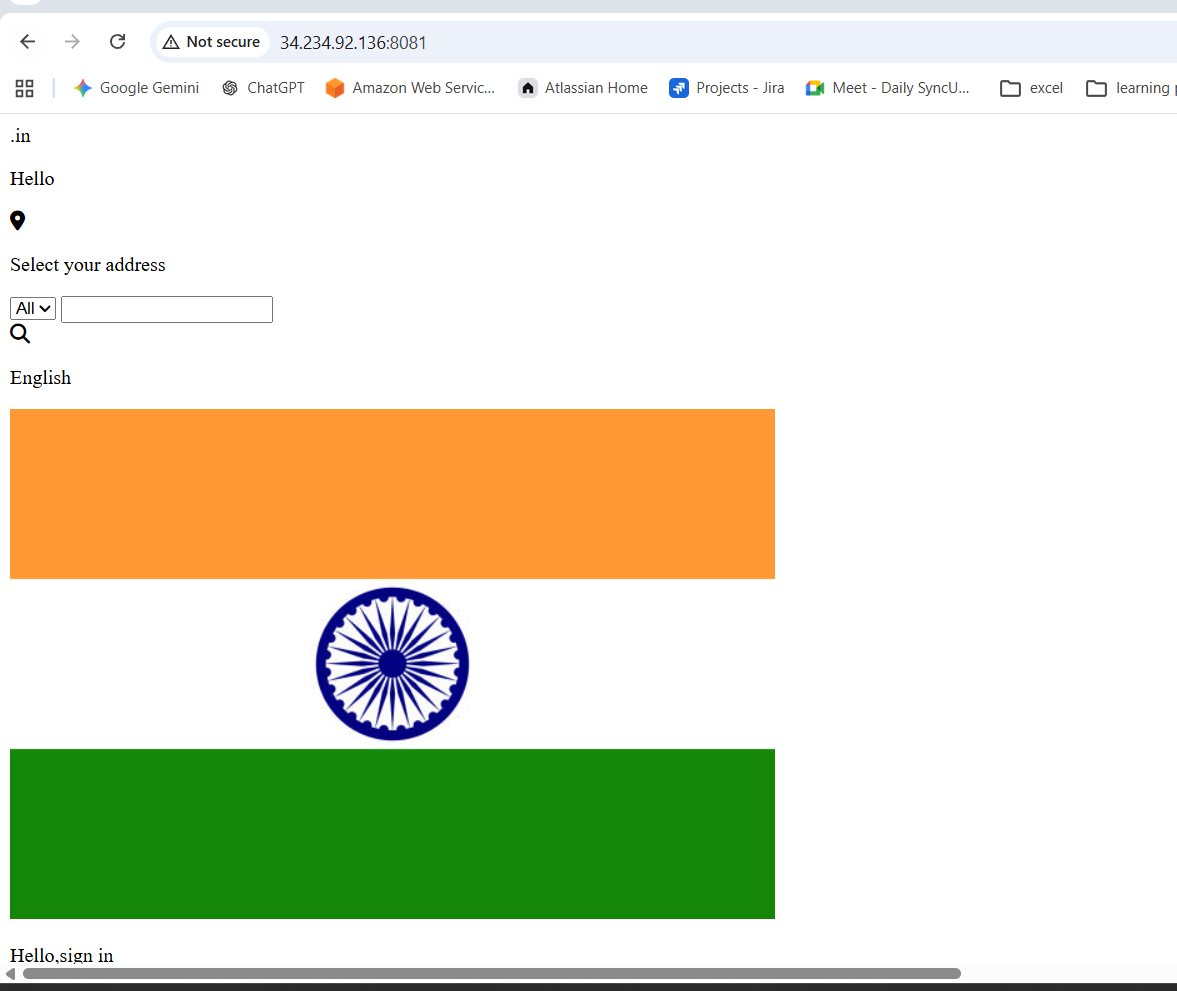 Not secure 34.234.92.136:8081
Google Gemini ChatGPT Amazon Web Servic... Atlassian Home Projects - Jira Meet - Daily SyncU... excel learning
.in
Hello
Select your address
All
English
Hello,sign in